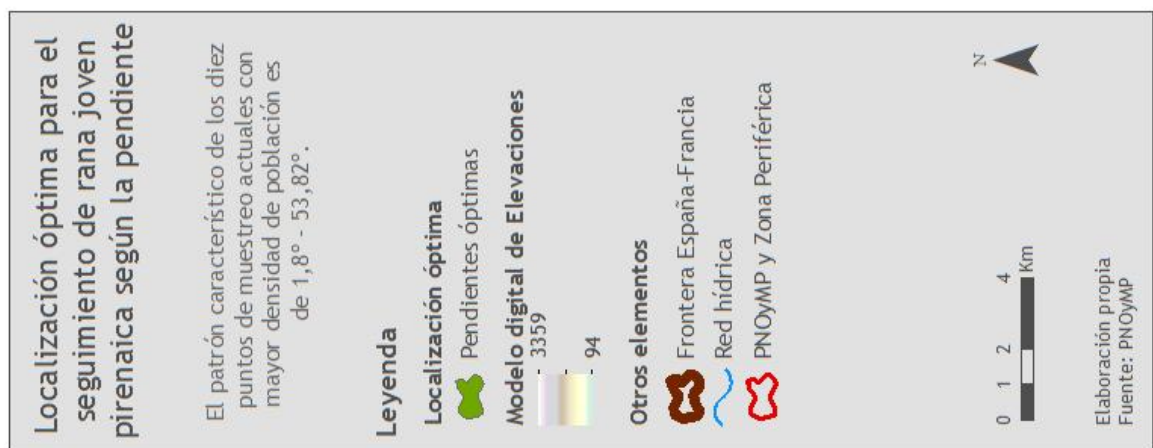 Localización óptima para el
seguimiento de rana joven
pirenaica según la pendiente
El patrón característico de los diez
puntos de muestreo actuales con
mayor densidad de población es
de 1,8° - 53,82°.
Leyenda
Localización óptima
Pendientes óptimas
Modelo digital de Elevaciones
3359
94
Otros elementos
Frontera España-Francia
Red hídrica
PNOyMP y Zona Periférica
N
0 1 2 4
Km
Elaboración propia
Fuente: PNOyMP